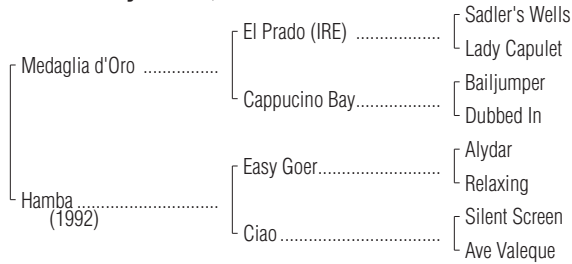 Sadler's Wells
El Prado (IRE) ..................
Lady Capulet
Medaglia d'Oro ................
Bailjumper
Cappucino Bay..................
Dubbed In
Alydar
Easy Goer..........................
Relaxing
Hamba ..............................
(1992)
Silent Screen
Ciao ..................................
Ave Valeque